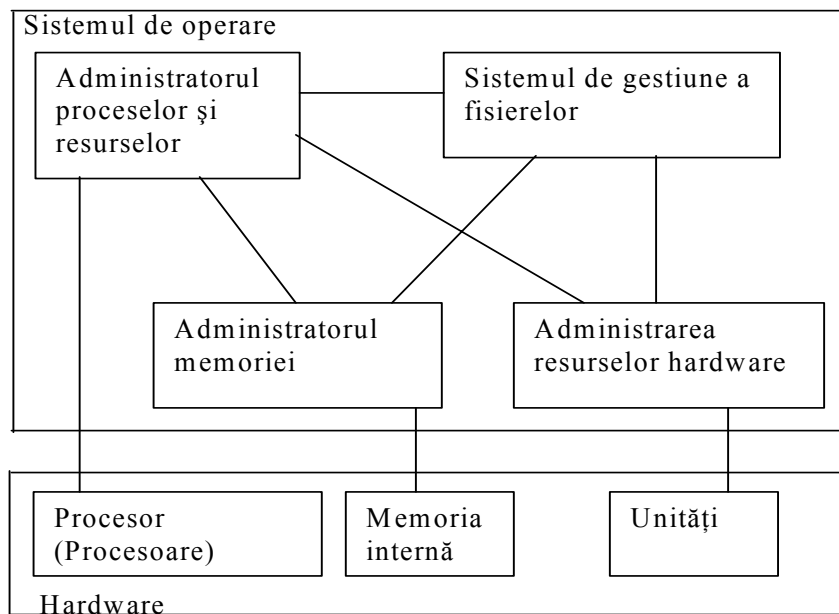 Sistemul de operare
Administratorul
proceselor şi
resurselor
Sistemul de gestiune a
fisierelor
Administratorul
memoriei
Administrarea
resurselor hardware
Procesor
(Procesoare)
Memoria
internă
Unităţi
Hardware